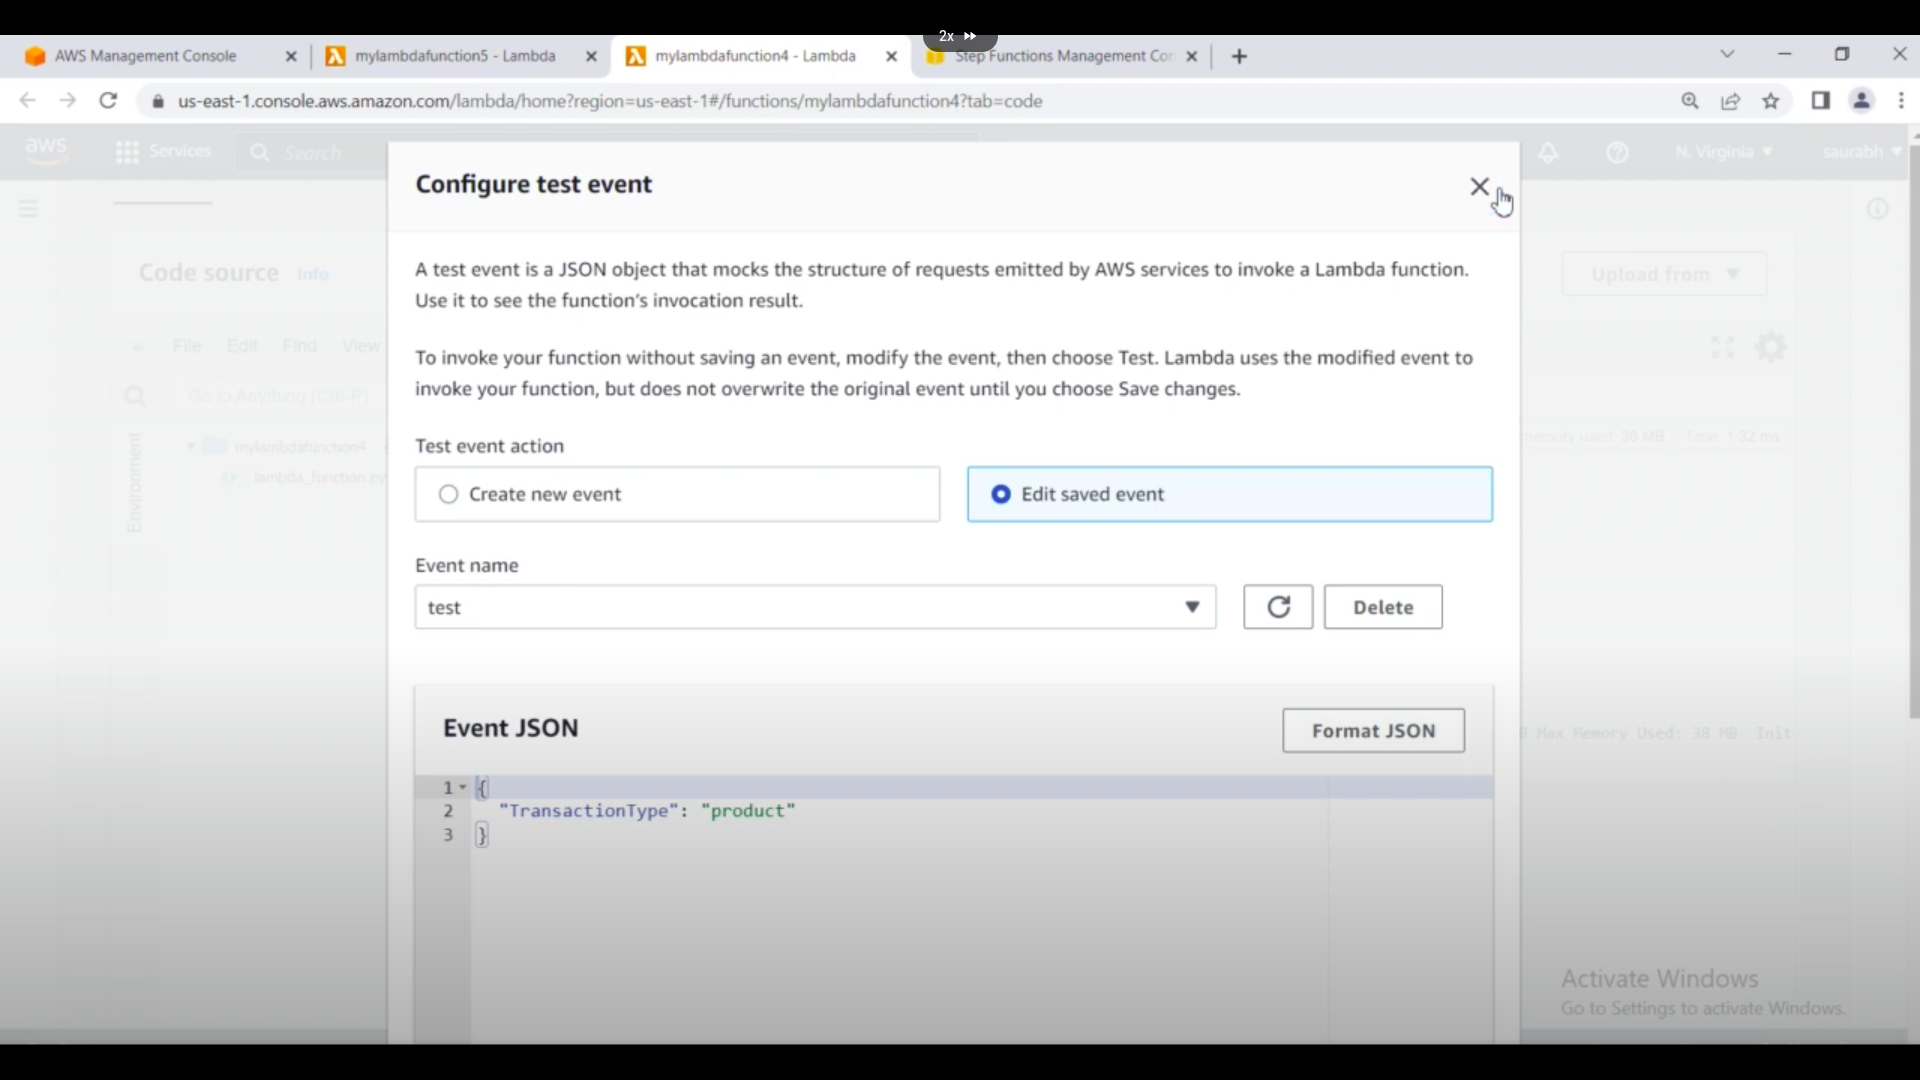 2x
AWS Management Console
mylambdafunction5 - Lambda
mylambdafunction4 - Lambda
Step Functions Management Con
us-east-1.console.aws.amazon.com/lambda/home?region=us-east-1#/functions/mylambdafunction4?tab=code
aws
Services
Search
N. Virginia
saurabh
Configure test event
A test event is a JSON object that mocks the structure of requests emitted by AWS services to invoke a Lambda function.
Use it to see the function's invocation result.
Code source Info
Upload from
File Edit Find View
To invoke your function without saving an event, modify the event, then choose Test. Lambda uses the modified event to
invoke your function, but does not overwrite the original event until you choose Save changes.
Go to Anything (Ctrl-P)
Environment
mylambdafunction4
lambda_function.py
memory used: 38 MB Time: 1.32 ms
Test event action
Create new event
Edit saved event
Event name
test
Delete
Event JSON
Format JSON
B Max Memory Used: 38 MB Init
1 {
2 "TransactionType": "product"
3 }
Activate Windows
Go to Settings to activate Windows.